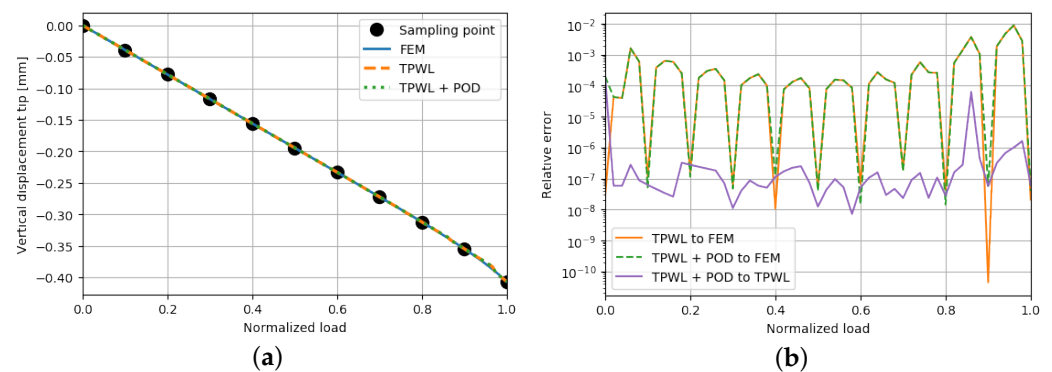 0.00
−0.05
−0.10
−0.15
−0.20
−0.25
−0.30
−0.35
−0.40
Vertical displacement tip [mm]
Sampling point
FEM
TPWL
TPWL + POD
0.0
0.2
0.4
0.6
0.8
1.0
Normalized load
(a)
10⁻²
10⁻³
10⁻⁴
10⁻⁵
10⁻⁶
10⁻⁷
10⁻⁸
10⁻⁹
10⁻¹⁰
Relative error
TPWL to FEM
TPWL + POD to FEM
TPWL + POD to TPWL
0.0
0.2
0.4
0.6
0.8
1.0
Normalized load
(b)